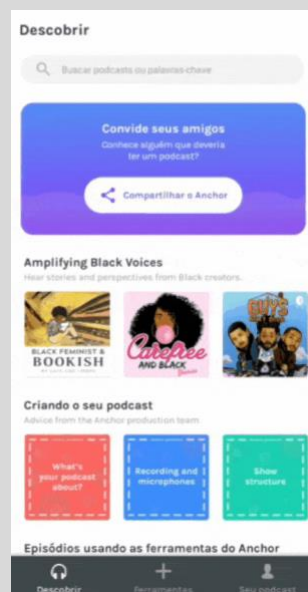 Descobrir
Buscar podcasts ou palavras-chave
Convide seus amigos
Conhece alguém que deveria
ter um podcast?
Compartilhar o Anchor
Amplifying Black Voices
Hear stories and perspectives from Black creators.
BLACK FEMINIST &
BOOKISH
Carefree
AND BLACK
GUYS
Criando o seu podcast
Advice from the Anchor production team
What's
your podcast
about?
Recording and
microphones
Show
structure
Episódios usando as ferramentas do Anchor
Descobrir
Ferramentas
Seu podcast